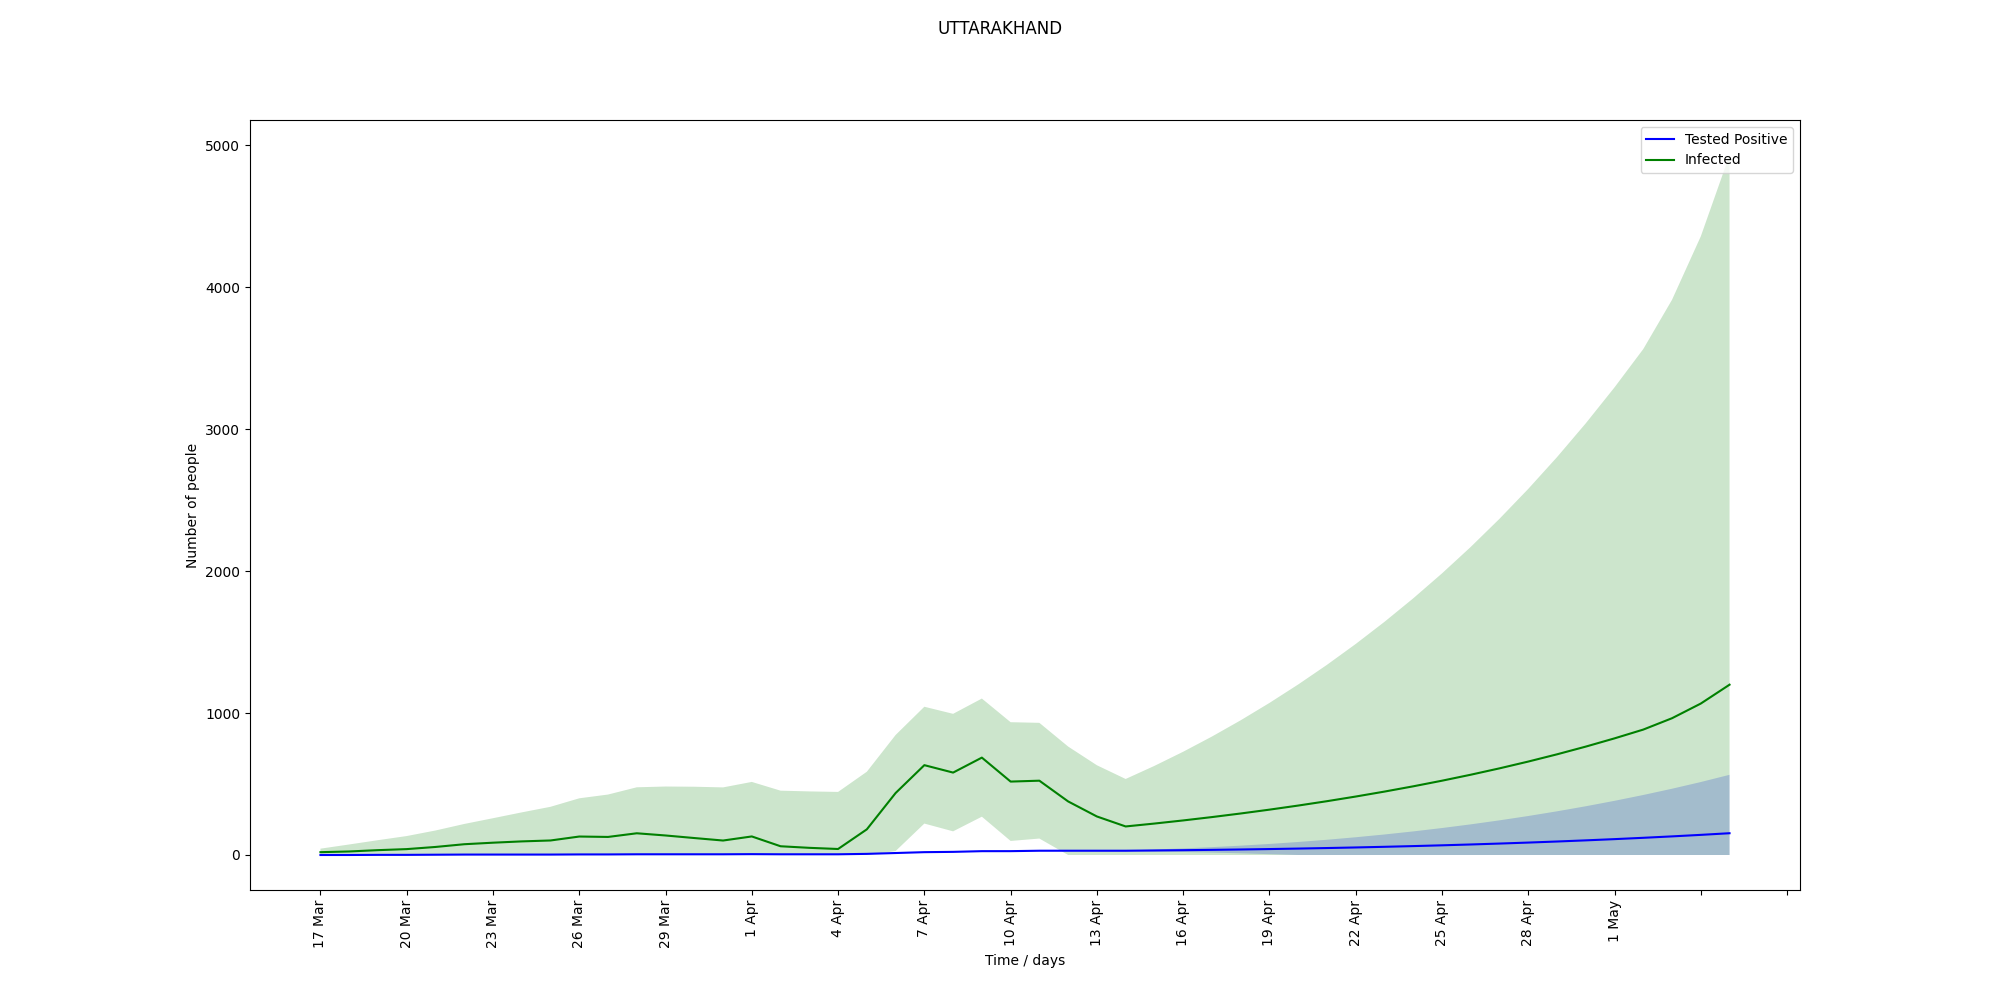 UTTARAKHAND
5000
4000
3000
2000
1000
0
Number of people
Tested Positive
Infected
17 Mar
20 Mar
23 Mar
26 Mar
29 Mar
1 Apr
4 Apr
7 Apr
10 Apr
13 Apr
16 Apr
19 Apr
22 Apr
25 Apr
28 Apr
1 May
Time / days